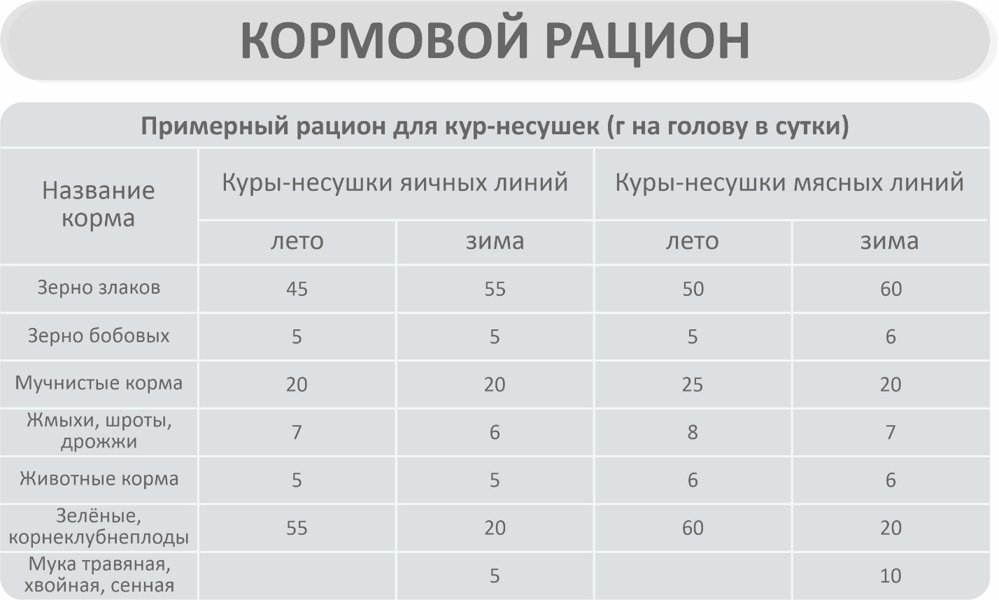 КОРМОВОЙ РАЦИОН
Примерный рацион для кур-несушек (г на голову в сутки)
Название
корма
Куры-несушки яичных линий Куры-несушки мясных линий
лето зима лето зима
Зерно злаков 45 55 50 60
Зерно бобовых 5 5 5 6
Мучнистые корма 20 20 25 20
Жмыхи, шроты,
дрожжи 7 6 8 7
Животные корма 5 5 6 6
Зелёные,
корнеклубнеплоды 55 20 60 20
Мука травяная,
хвойная, сенная 5 10